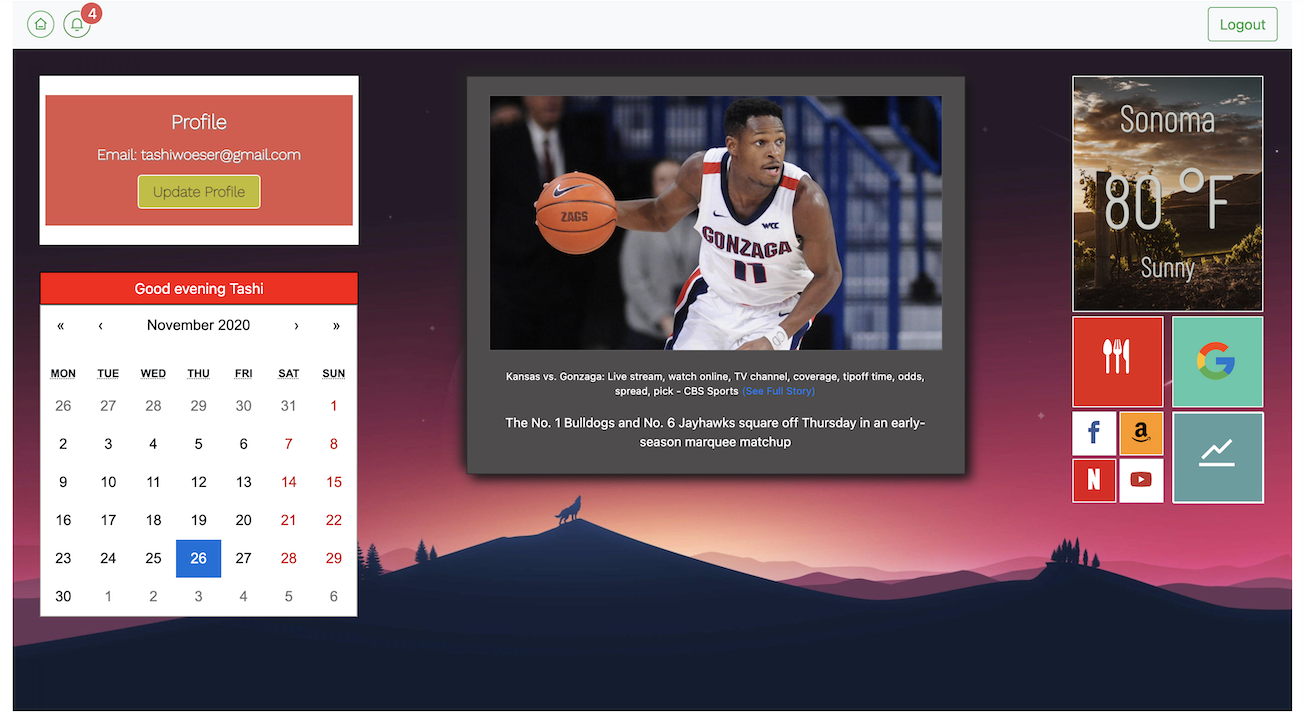 4
Logout
Profile
Email: tashiwoeser@gmail.com
Update Profile
Good evening Tashi
« ‹ November 2020 › »
MON TUE WED THU FRI SAT SUN
26 27 28 29 30 31 1
2 3 4 5 6 7 8
9 10 11 12 13 14 15
16 17 18 19 20 21 22
23 24 25 26 27 28 29
30 1 2 3 4 5 6
ZAGS
WCC
GONZAGA
11
Kansas vs. Gonzaga: Live stream, watch online, TV channel, coverage, tipoff time, odds,
spread, pick - CBS Sports (See Full Story)
The No. 1 Bulldogs and No. 6 Jayhawks square off Thursday in an early-
season marquee matchup
Sonoma
80 °F
Sunny
G
f
a
N